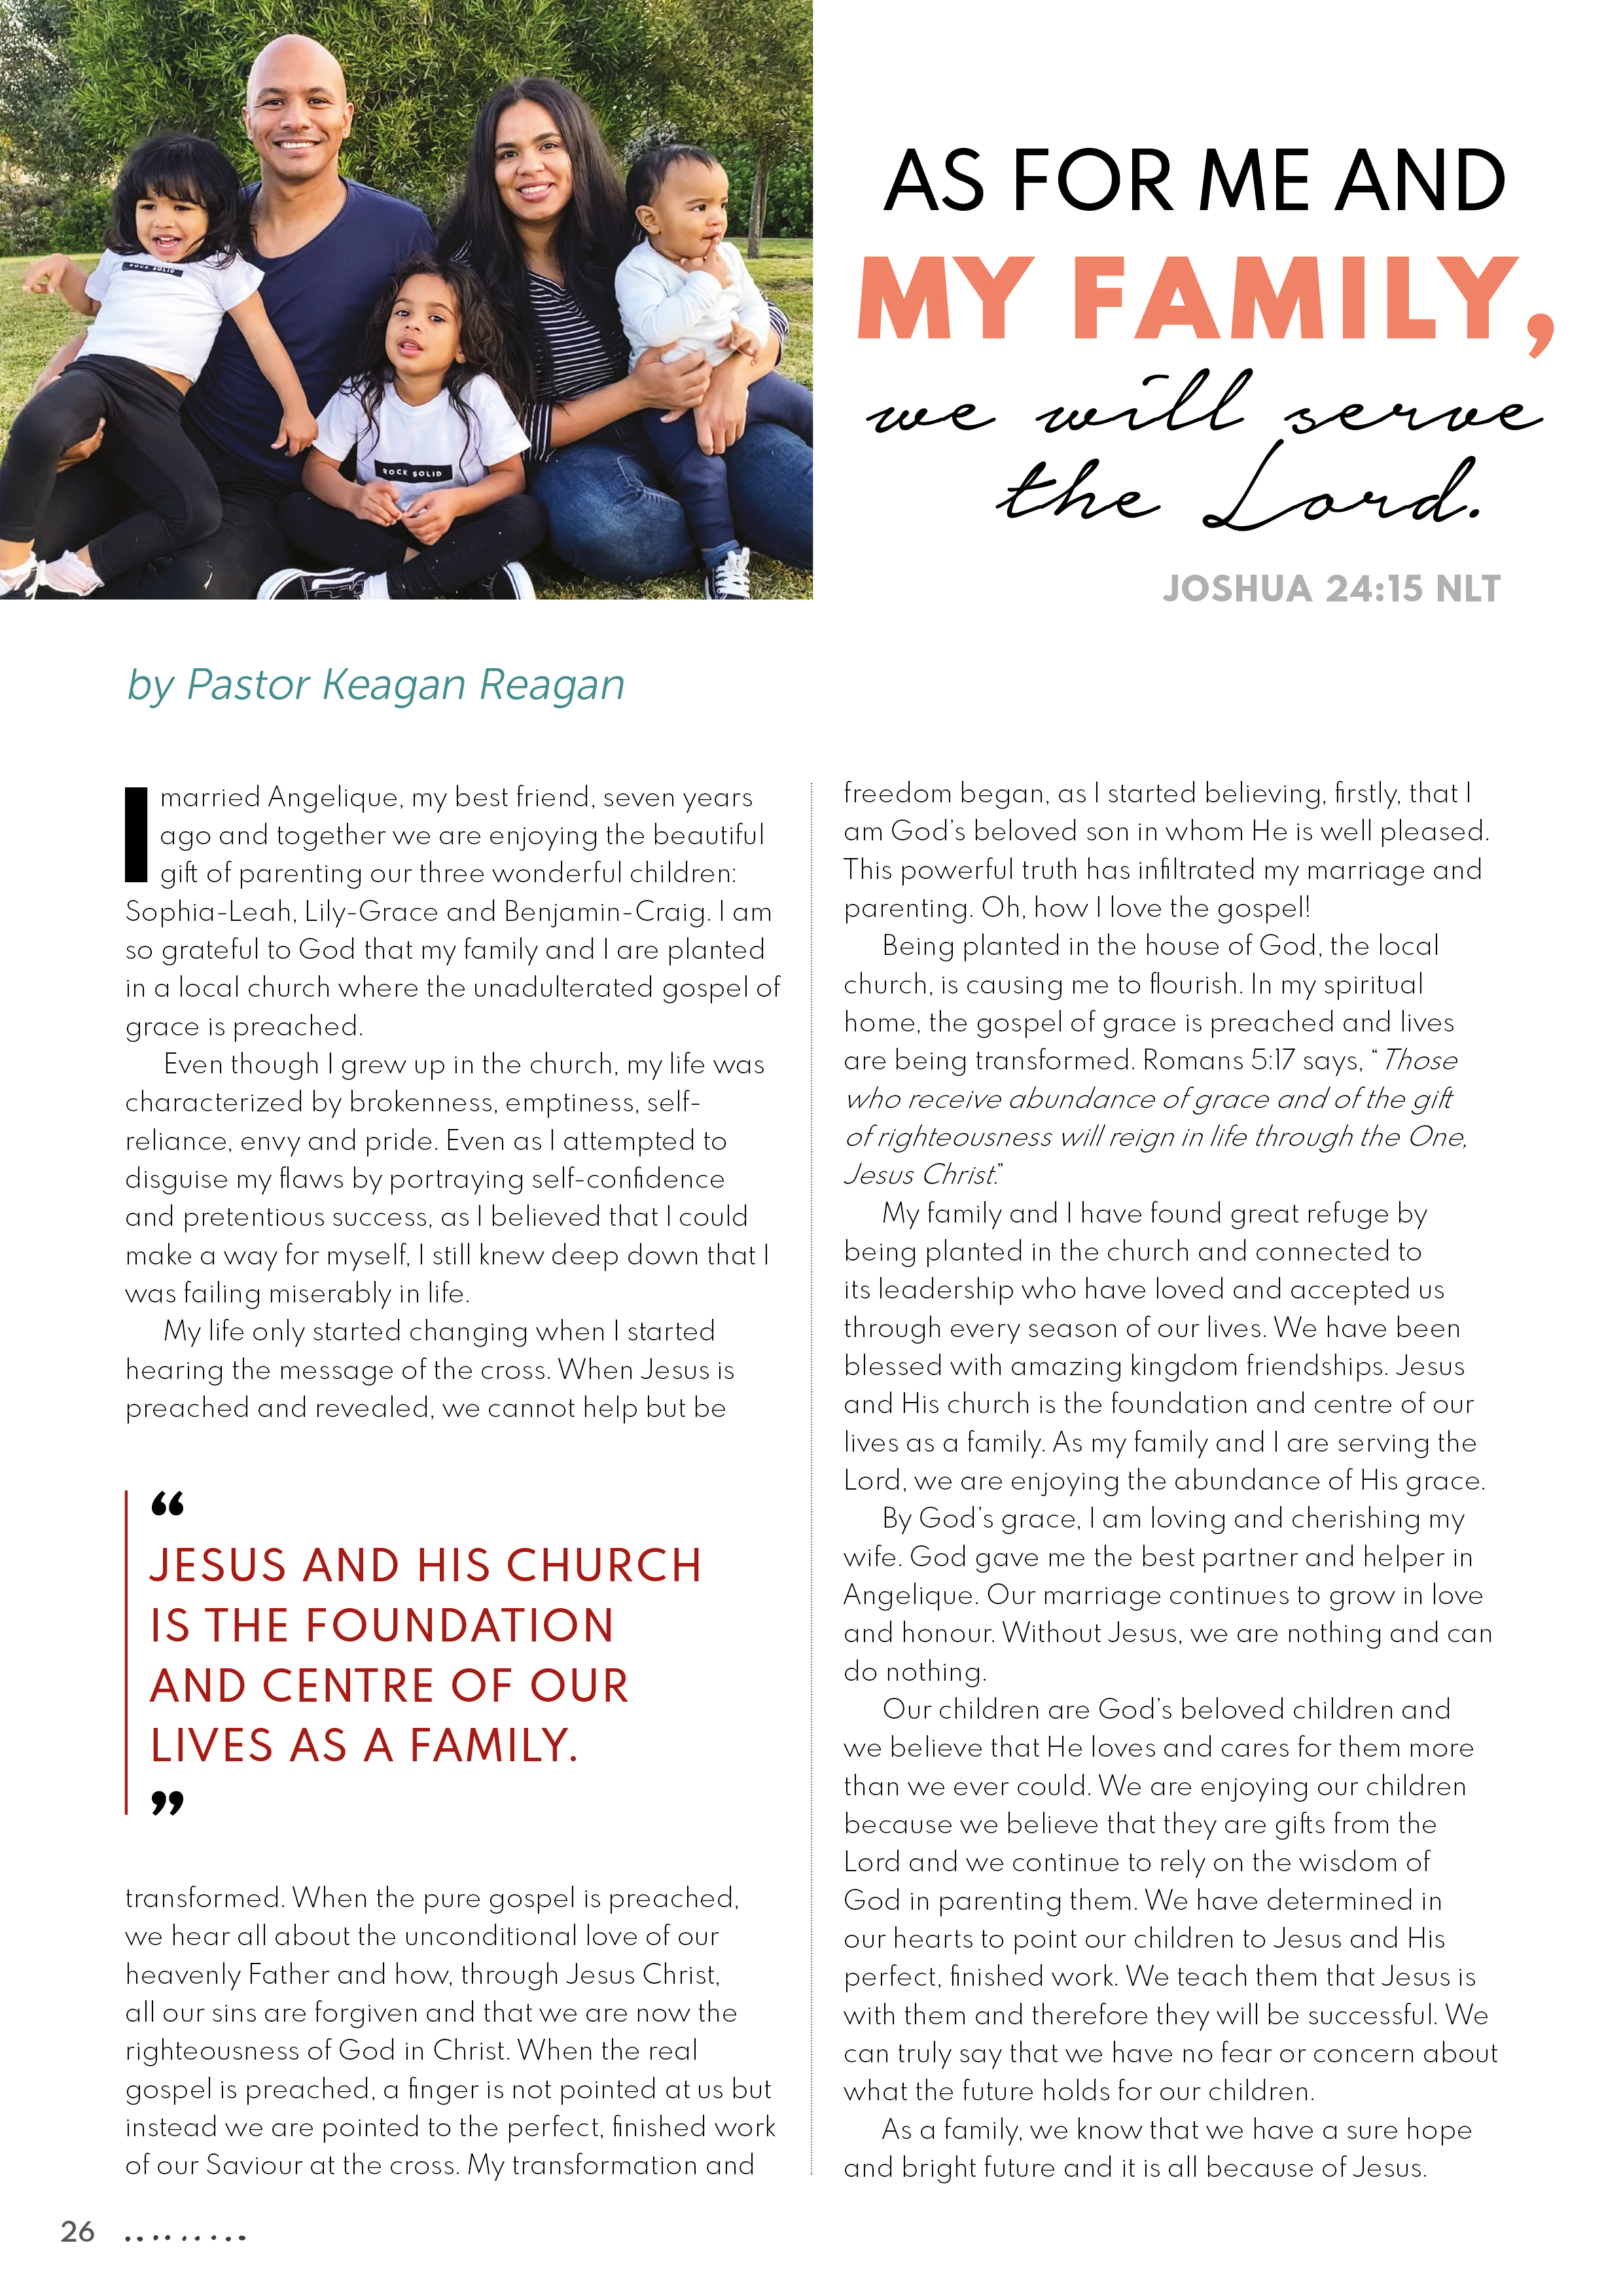 ROCK SOLID
ROCK SOLID
AS FOR ME AND
MY FAMILY,
we will serve
the Lord.
JOSHUA 24:15 NLT
by Pastor Keagan Reagan
I married Angelique, my best friend, seven years
ago and together we are enjoying the beautiful
gift of parenting our three wonderful children:
Sophia-Leah, Lily-Grace and Benjamin-Craig. I am
so grateful to God that my family and I are planted
in a local church where the unadulterated gospel of
grace is preached.
Even though I grew up in the church, my life was
characterized by brokenness, emptiness, self-
reliance, envy and pride. Even as I attempted to
disguise my flaws by portraying self-confidence
and pretentious success, as I believed that I could
make a way for myself, I still knew deep down that I
was failing miserably in life.
My life only started changing when I started
hearing the message of the cross. When Jesus is
preached and revealed, we cannot help but be
“
JESUS AND HIS CHURCH
IS THE FOUNDATION
AND CENTRE OF OUR
LIVES AS A FAMILY.
”
transformed. When the pure gospel is preached,
we hear all about the unconditional love of our
heavenly Father and how, through Jesus Christ,
all our sins are forgiven and that we are now the
righteousness of God in Christ. When the real
gospel is preached, a finger is not pointed at us but
instead we are pointed to the perfect, finished work
of our Saviour at the cross. My transformation and
freedom began, as I started believing, firstly, that I
am God’s beloved son in whom He is well pleased.
This powerful truth has infiltrated my marriage and
parenting. Oh, how I love the gospel!
Being planted in the house of God, the local
church, is causing me to flourish. In my spiritual
home, the gospel of grace is preached and lives
are being transformed. Romans 5:17 says, “Those
who receive abundance of grace and of the gift
of righteousness will reign in life through the One,
Jesus Christ.”
My family and I have found great refuge by
being planted in the church and connected to
its leadership who have loved and accepted us
through every season of our lives. We have been
blessed with amazing kingdom friendships. Jesus
and His church is the foundation and centre of our
lives as a family. As my family and I are serving the
Lord, we are enjoying the abundance of His grace.
By God’s grace, I am loving and cherishing my
wife. God gave me the best partner and helper in
Angelique. Our marriage continues to grow in love
and honour. Without Jesus, we are nothing and can
do nothing.
Our children are God’s beloved children and
we believe that He loves and cares for them more
than we ever could. We are enjoying our children
because we believe that they are gifts from the
Lord and we continue to rely on the wisdom of
God in parenting them. We have determined in
our hearts to point our children to Jesus and His
perfect, finished work. We teach them that Jesus is
with them and therefore they will be successful. We
can truly say that we have no fear or concern about
what the future holds for our children.
As a family, we know that we have a sure hope
and bright future and it is all because of Jesus.
26